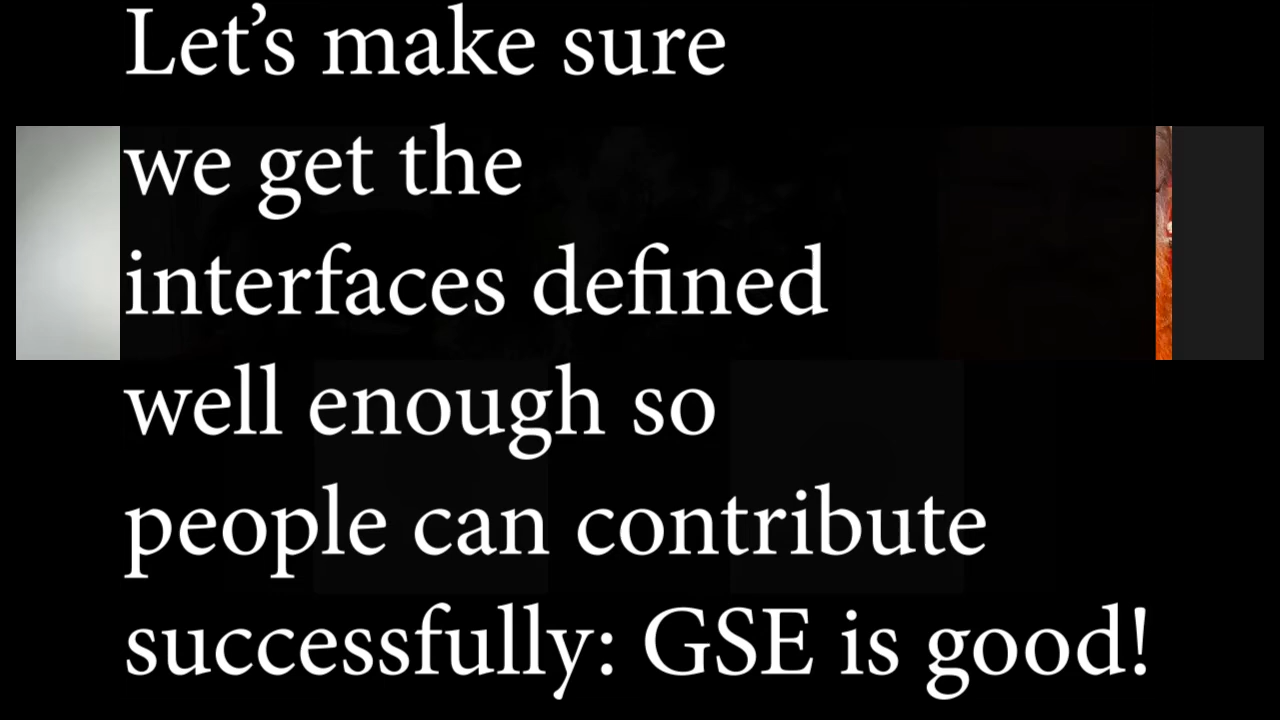 Let’s make sure
we get the
interfaces defined
well enough so
people can contribute
successfully: GSE is good!